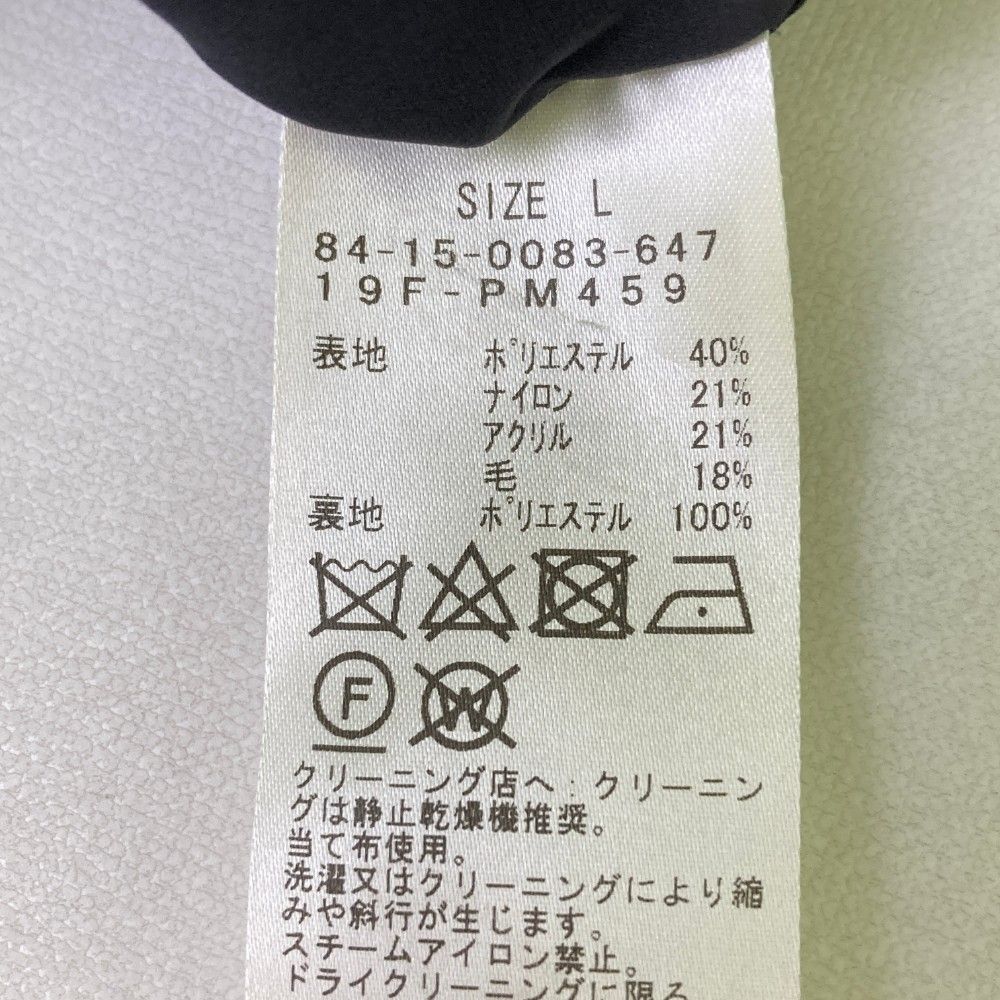 SIZE L
84-15-0083-647
19F-PM459
表地 ポリエステル 40%
ナイロン 21%
アクリル 21%
毛 18%
裏地 ポリエステル 100%
F W
クリーニング店へ:クリーニン
グは静止乾燥機推奨。
当て布使用。
洗濯又はクリーニングにより縮
みや斜行が生じます。
スチームアイロン禁止。
ドライクリーニングに限る